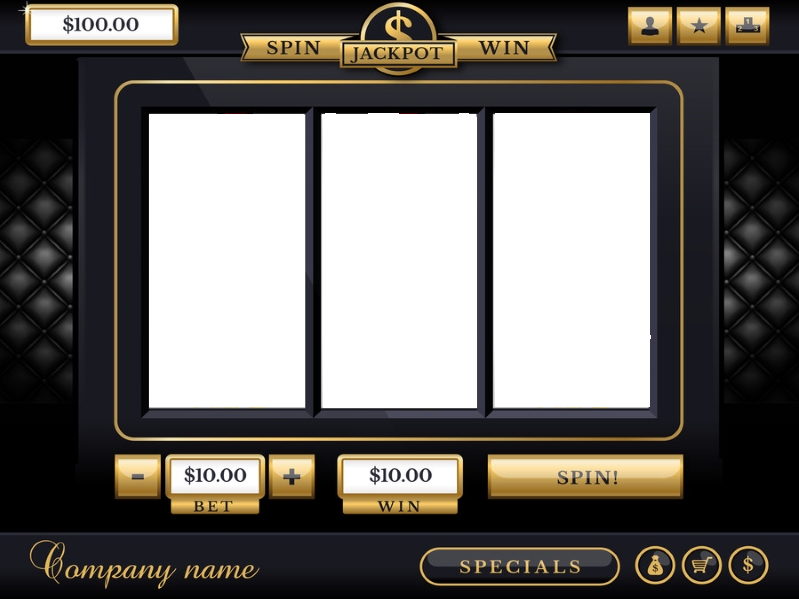 $100.00
SPIN JACKPOT WIN
$10.00
BET
$10.00
WIN
SPIN!
Company name
SPECIALS